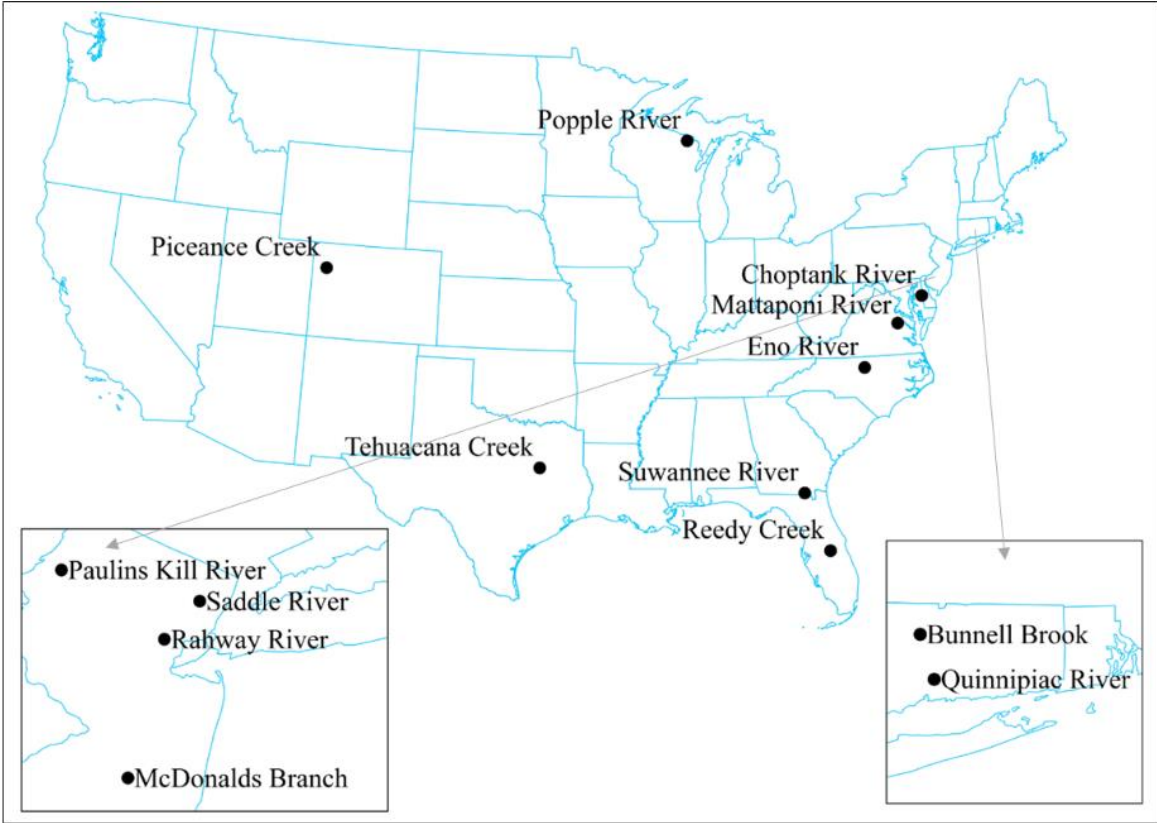 Popple River
Piceance Creek
Choptank River
Mattaponi River
Eno River
Tehuacana Creek
Suwannee River
Reedy Creek
Paulins Kill River
Saddle River
Rahway River
McDonalds Branch
Bunnell Brook
Quinnipiac River